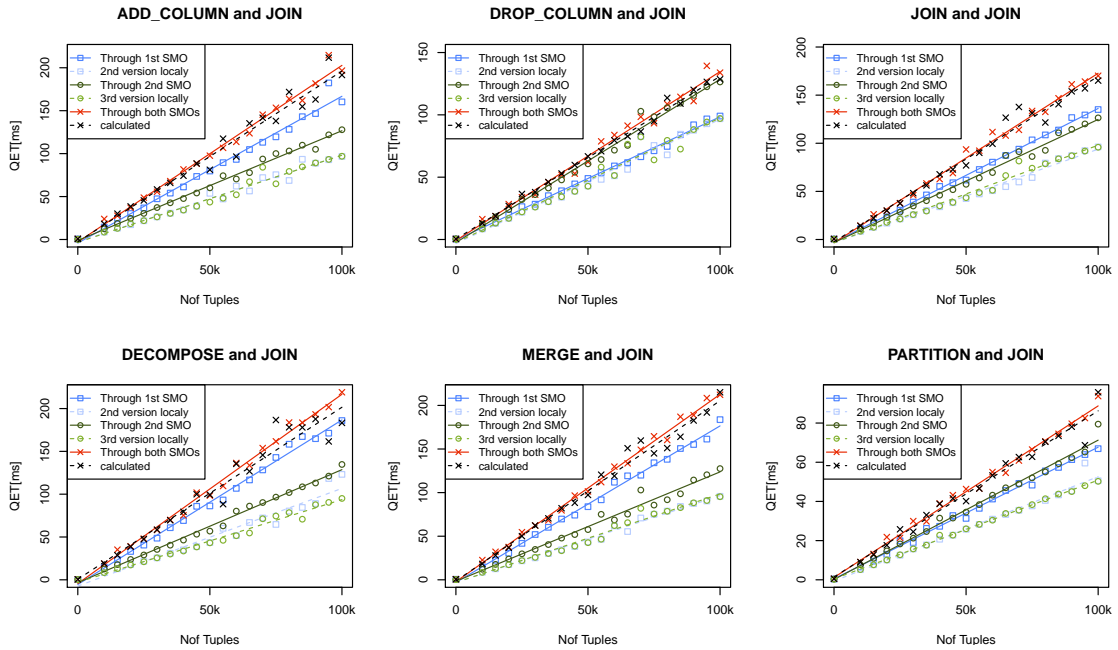 ADD_COLUMN and JOIN
QET[ms]
200
150
100
50
0
Through 1st SMO
2nd version localy
Through 2nd SMO
3rd version locally
Through both SMOs
calculated
0
50k
100k
Nof Tuples
DROP_COLUMN and JOIN
QET[ms]
150
100
50
0
Through 1st SMO
2nd version localy
Through 2nd SMO
3rd version locally
Through both SMOs
calculated
0
50k
100k
Nof Tuples
JOIN and JOIN
QET[ms]
200
150
100
50
0
Through 1st SMO
2nd version localy
Through 2nd SMO
3rd version locally
Through both SMOs
calculated
0
50k
100k
Nof Tuples
DECOMPOSE and JOIN
QET[ms]
200
150
100
50
0
Through 1st SMO
2nd version localy
Through 2nd SMO
3rd version locally
Through both SMOs
calculated
0
50k
100k
Nof Tuples
MERGE and JOIN
QET[ms]
200
150
100
50
0
Through 1st SMO
2nd version localy
Through 2nd SMO
3rd version locally
Through both SMOs
calculated
0
50k
100k
Nof Tuples
PARTITION and JOIN
QET[ms]
80
60
40
20
0
Through 1st SMO
2nd version localy
Through 2nd SMO
3rd version locally
Through both SMOs
calculated
0
50k
100k
Nof Tuples